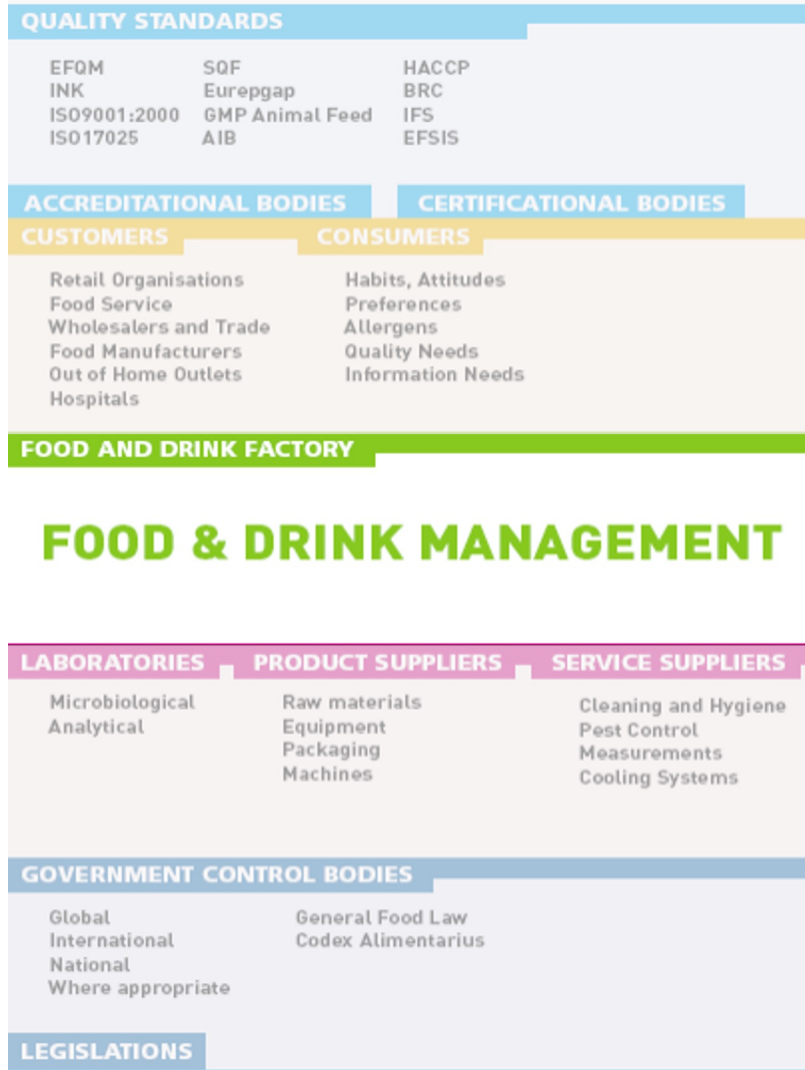 QUALITY STANDARDS
EFQM SQF HACCP
INK Eurepgap BRC
ISO9001:2000 GMP Animal Feed IFS
ISO17025 AIB EFSIS
ACCREDITATIONAL BODIES CERTIFICATIONAL BODIES
CUSTOMERS CONSUMERS
Retail Organisations Habits, Attitudes
Food Service Preferences
Wholesalers and Trade Allergens
Food Manufacturers Quality Needs
Out of Home Outlets Information Needs
Hospitals
FOOD AND DRINK FACTORY
FOOD & DRINK MANAGEMENT
LABORATORIES PRODUCT SUPPLIERS SERVICE SUPPLIERS
Microbiological Raw materials Cleaning and Hygiene
Analytical Equipment Pest Control
Packaging Measurements
Machines Cooling Systems
GOVERNMENT CONTROL BODIES
Global General Food Law
International Codex Alimentarius
National
Where appropriate
LEGISLATIONS